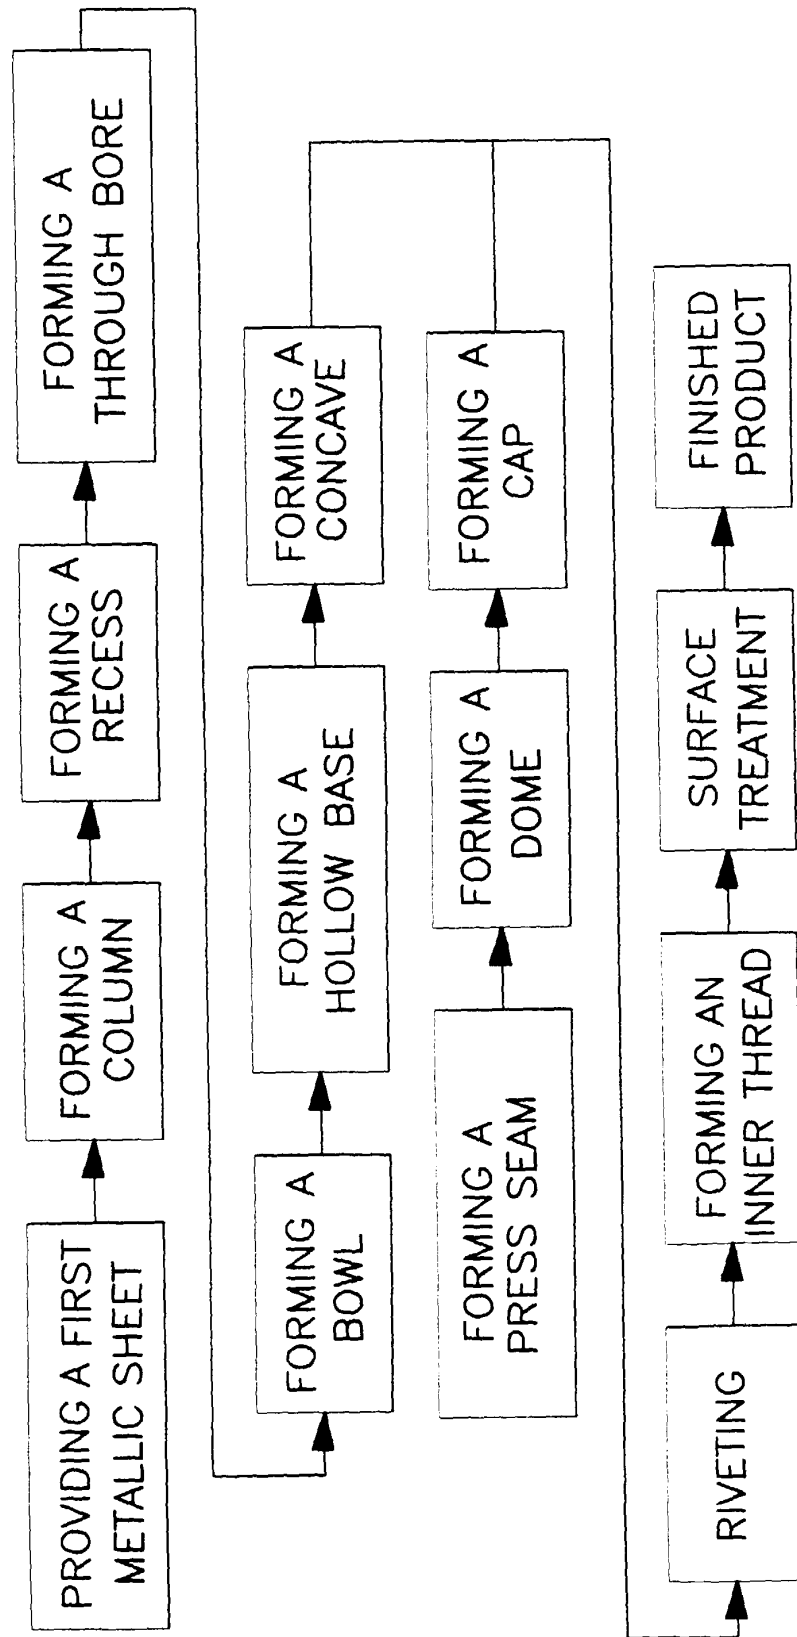 PROVIDING A FIRST
METALLIC SHEET
FORMING A
COLUMN
FORMING A
RECESS
FORMING A
THROUGH BORE
FORMING A
BOWL
FORMING A
HOLLOW BASE
FORMING A
CONCAVE
FORMING A
PRESS SEAM
FORMING A
DOME
FORMING A
CAP
RIVETING
FORMING AN
INNER THREAD
SURFACE
TREATMENT
FINISHED
PRODUCT